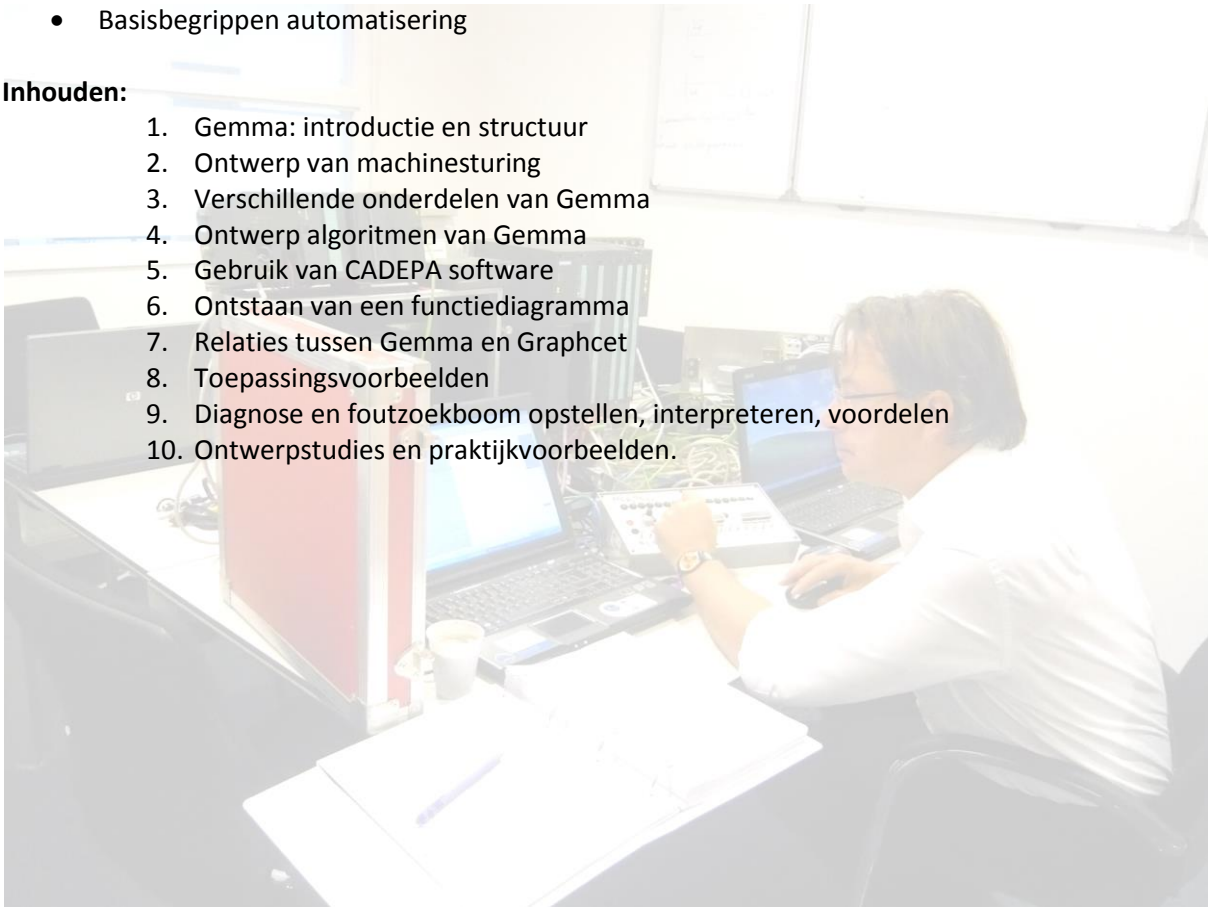 • Basisbegrippen automatisering
Inhouden:
1. Gemma: introductie en structuur
2. Ontwerp van machinesturing
3. Verschillende onderdelen van Gemma
4. Ontwerp algoritmen van Gemma
5. Gebruik van CADEPA software
6. Ontstaan van een functiediagramma
7. Relaties tussen Gemma en Graphcet
8. Toepassingsvoorbeelden
9. Diagnose en foutzoekboom opstellen, interpreteren, voordelen
10. Ontwerpstudies en praktijkvoorbeelden.